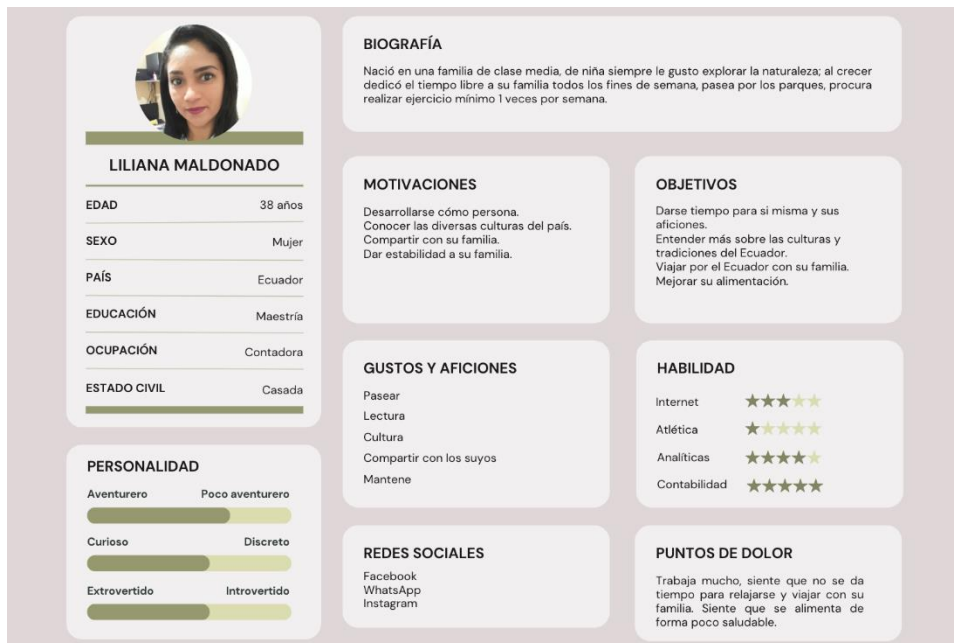 LILIANA MALDONADO
EDAD 38 años
SEXO Mujer
PAÍS Ecuador
EDUCACIÓN Maestría
OCUPACIÓN Contadora
ESTADO CIVIL Casada
PERSONALIDAD
Aventurero Poco aventurero
Curioso Discreto
Extrovertido Introvertido
BIOGRAFÍA
Nació en una familia de clase media, de niña siempre le gusto explorar la naturaleza; al crecer
dedicó el tiempo libre a su familia todos los fines de semana, pasea por los parques, procura
realizar ejercicio mínimo 1 veces por semana.
MOTIVACIONES
Desarrollarse cómo persona.
Conocer las diversas culturas del país.
Compartir con su familia.
Dar estabilidad a su familia.
OBJETIVOS
Darse tiempo para si misma y sus
aficiones.
Entender más sobre las culturas y
tradiciones del Ecuador.
Viajar por el Ecuador con su familia.
Mejorar su alimentación.
GUSTOS Y AFICIONES
Pasear
Lectura
Cultura
Compartir con los suyos
Mantene
HABILIDAD
Internet
Atlética
Analíticas
Contabilidad
REDES SOCIALES
Facebook
WhatsApp
Instagram
PUNTOS DE DOLOR
Trabaja mucho, siente que no se da
tiempo para relajarse y viajar con su
familia. Siente que se alimenta de
forma poco saludable.